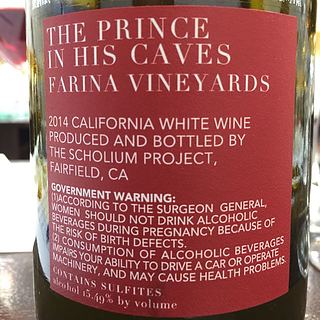 THE PRINCE
IN HIS CAVES
FARINA VINEYARDS
2014 CALIFORNIA WHITE WINE
PRODUCED AND BOTTLED BY
THE SCHOLIUM PROJECT,
FAIRFIELD, CA
GOVERNMENT WARNING:
(1)ACCORDING TO THE SURGEON GENERAL,
WOMEN SHOULD NOT DRINK ALCOHOLIC
BEVERAGES DURING PREGNANCY BECAUSE OF
THE RISK OF BIRTH DEFECTS.
(2) CONSUMPTION OF ALCOHOLIC BEVERAGES
IMPAIRS YOUR ABILITY TO DRIVE A CAR OR OPERATE
MACHINERY, AND MAY CAUSE HEALTH PROBLEMS.
CONTAINS SULFITES
alcohol 13.49% by volume